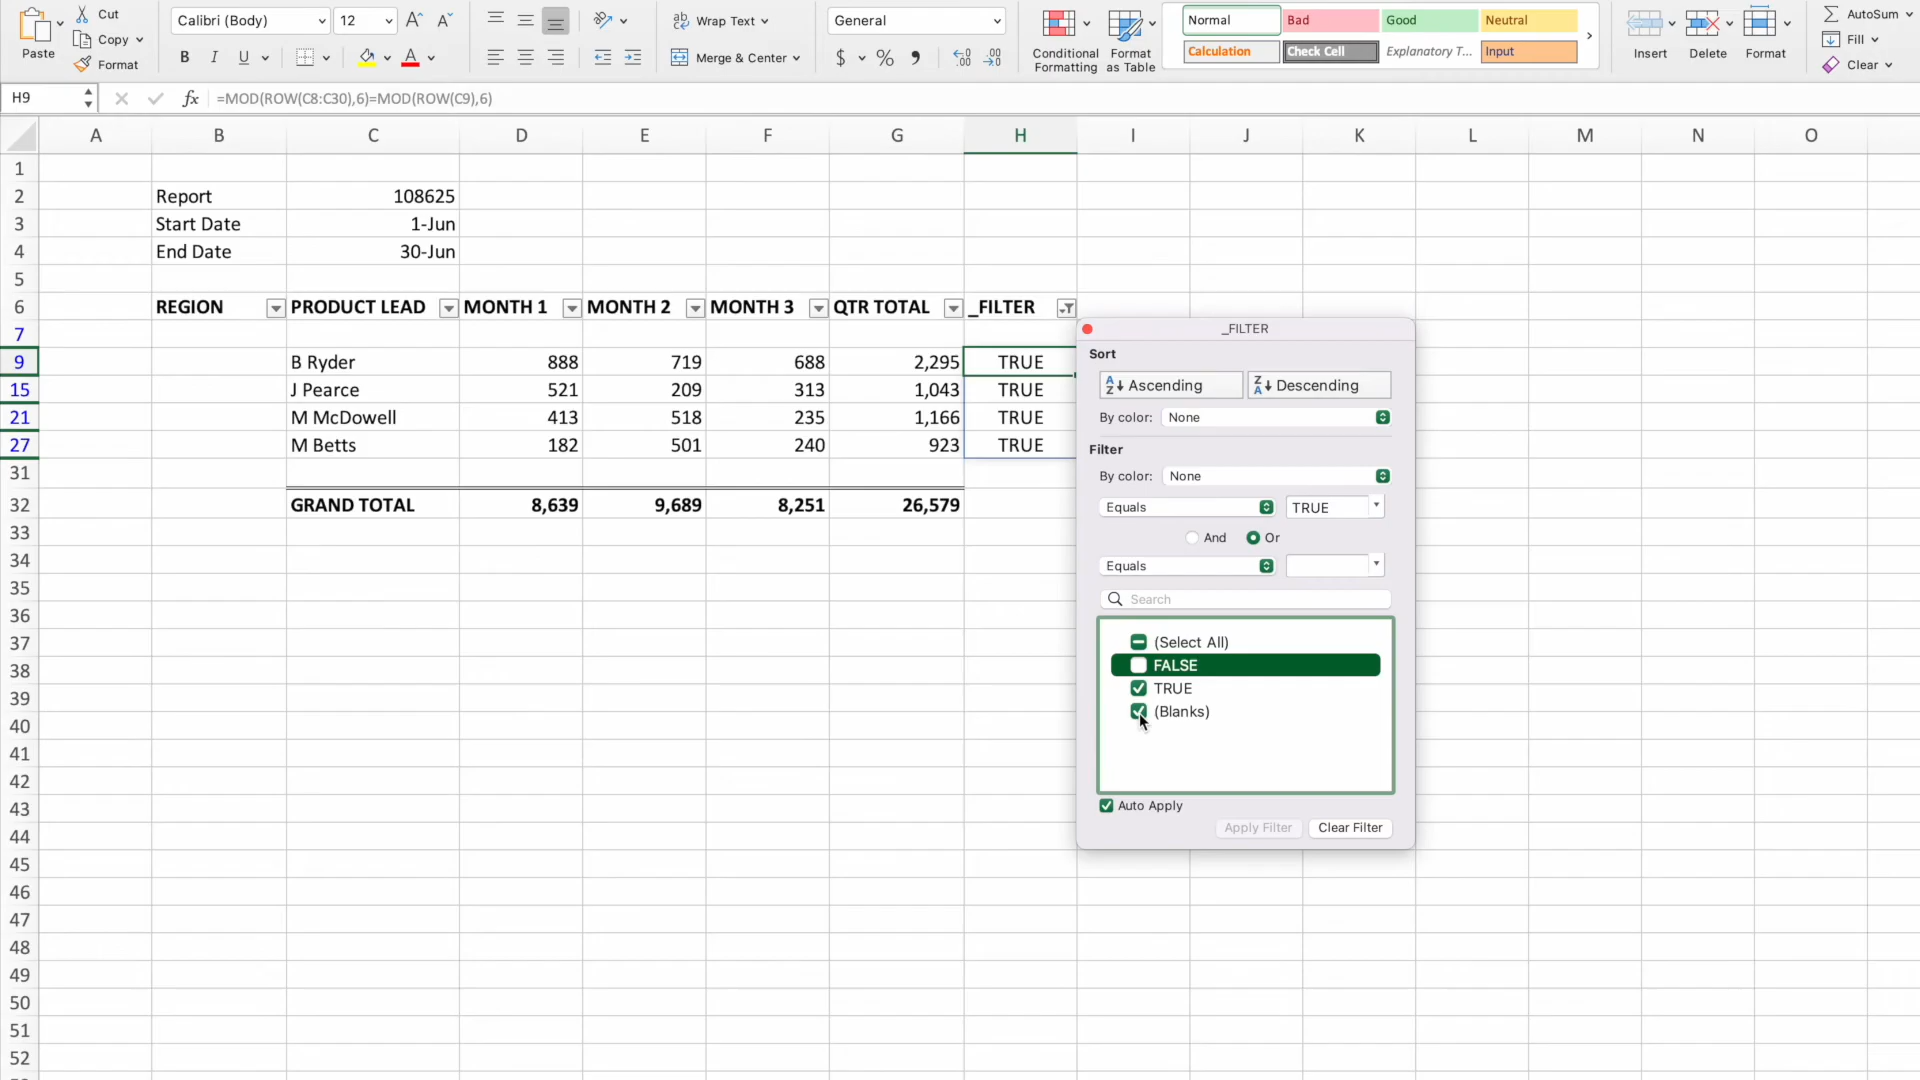 Paste
Cut
Copy
Format
Calibri (Body)
12
A A
B I U
A
ab Wrap Text
Merge & Center
General
$ %
Conditional Formatting
Format as Table
Normal Bad Good Neutral
Calculation Check Cell Explanatory T... Input
Insert
Delete
Format
AutoSum
Fill
Clear
H9 fx =MOD(ROW(C8:C30),6)=MOD(ROW(C9),6)
A B C D E F G H I J K L M N O
1
2 Report 108625
3 Start Date 1-Jun
4 End Date 30-Jun
5
6 REGION PRODUCT LEAD MONTH 1 MONTH 2 MONTH 3 QTR TOTAL _FILTER
7
9 B Ryder 888 719 688 2,295 TRUE
15 J Pearce 521 209 313 1,043 TRUE
21 M McDowell 413 518 235 1,166 TRUE
27 M Betts 182 501 240 923 TRUE
31
32 GRAND TOTAL 8,639 9,689 8,251 26,579
33
34
35
36
37
38
39
40
41
42
43
44
45
46
47
48
49
50
51
52
_FILTER
Sort
A Z Ascending
Z A Descending
By color: None
Filter
By color: None
Equals TRUE
And Or
Equals
Search
(Select All)
FALSE
TRUE
(Blanks)
Auto Apply
Apply Filter Clear Filter